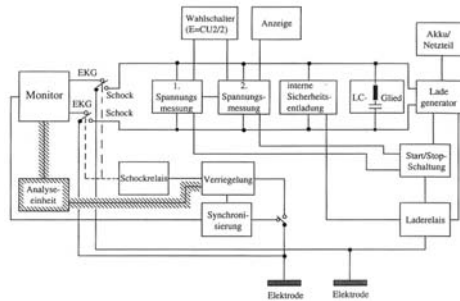 Wahlschalter
(E=CU2/2)
Anzeige
Akku/
Netzteil
EKG
Schock
Monitor
EKG
Schock
1.
Spannungs-
messung
2.
Spannungs-
messung
interne
Sicherheits-
entladung
LC-
Glied
Lade
generator
Start/Stop-
Schaltung
Analyse-
einheit
Schockrelais
Verriegelung
Synchroni-
sierung
Laderelais
Elektrode
Elektrode